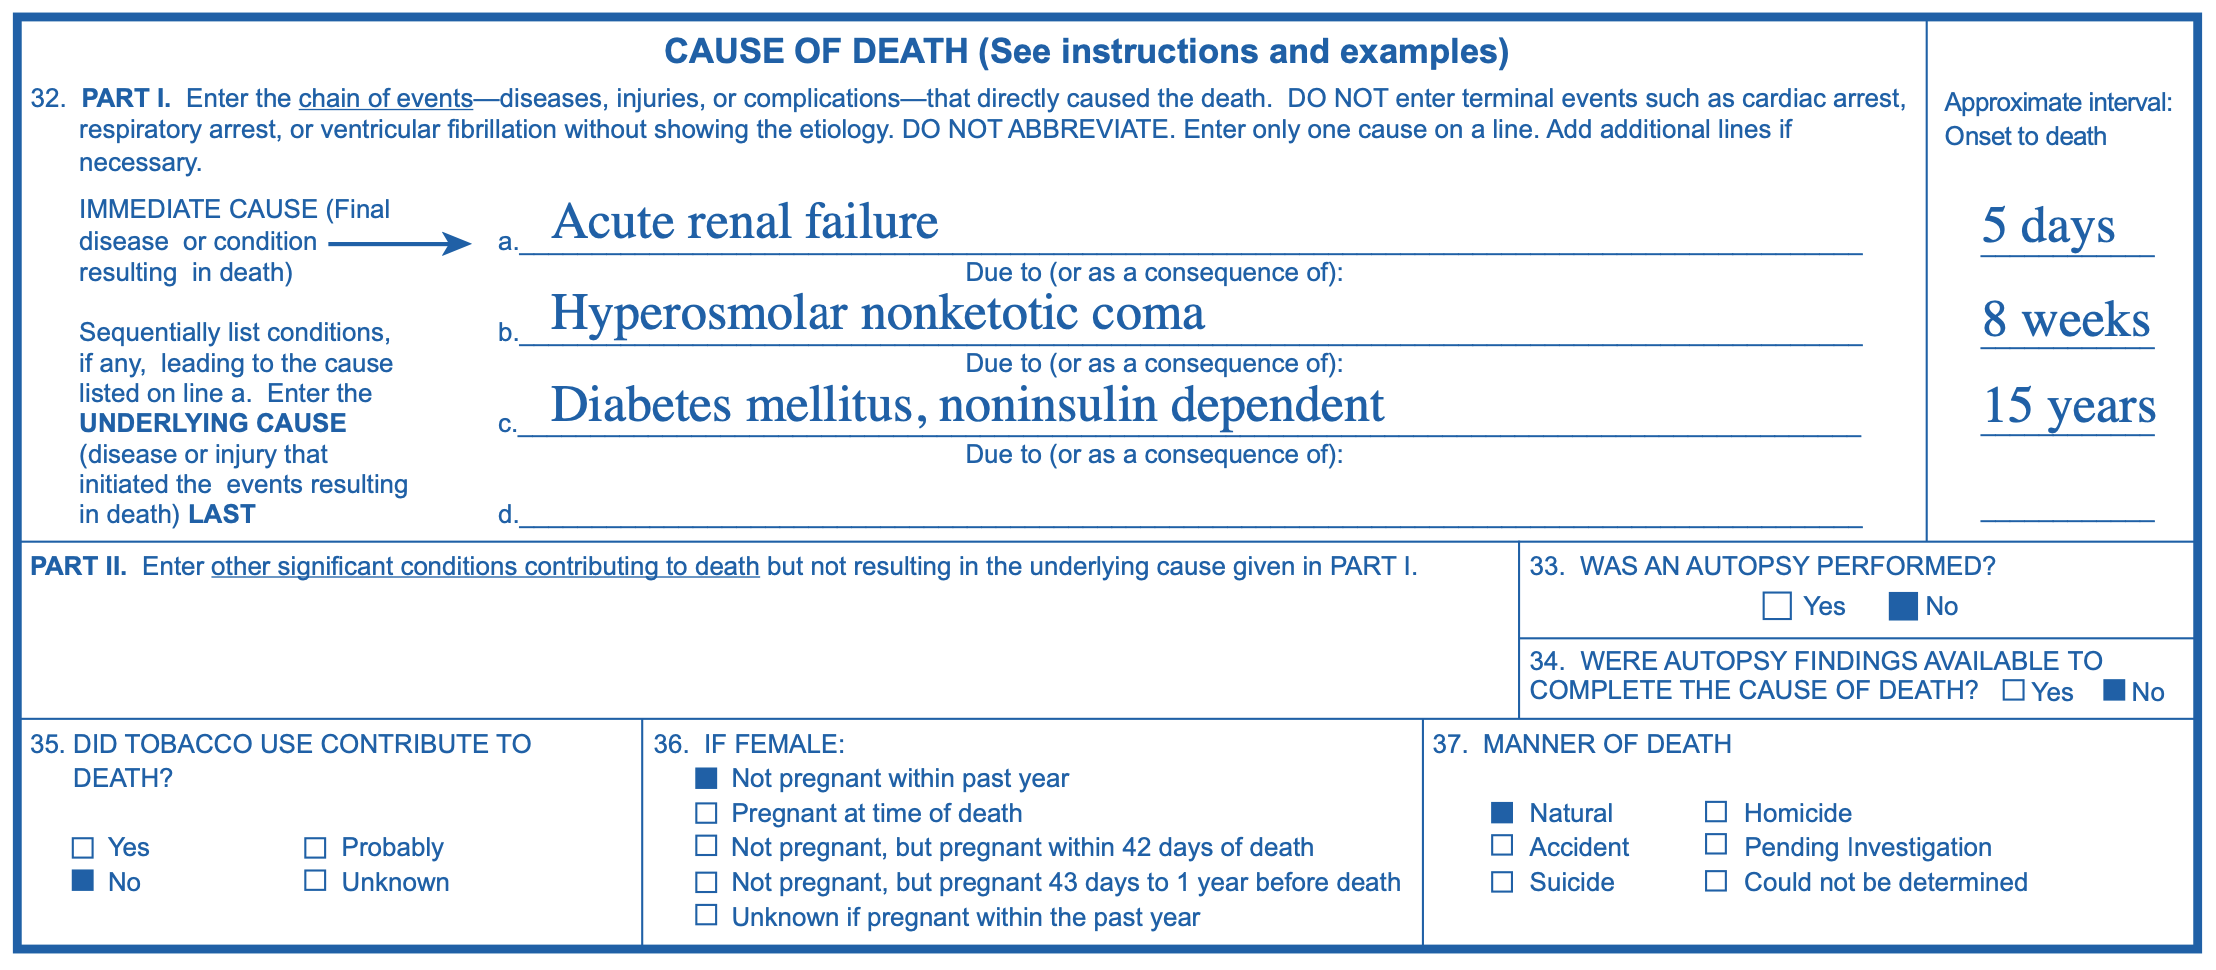 CAUSE OF DEATH (See instructions and examples)
32. PART I. Enter the chain of events—diseases, injuries, or complications—that directly caused the death. DO NOT enter terminal events such as cardiac arrest,
respiratory arrest, or ventricular fibrillation without showing the etiology. DO NOT ABBREVIATE. Enter only one cause on a line. Add additional lines if
necessary.
Approximate interval:
Onset to death
IMMEDIATE CAUSE (Final
disease or condition
resulting in death)
a. Acute renal failure
5 days
Due to (or as a consequence of):
b. Hyperosmolar nonketotic coma
8 weeks
Due to (or as a consequence of):
c. Diabetes mellitus, noninsulin dependent
15 years
Due to (or as a consequence of):
d.
Sequentially list conditions,
if any, leading to the cause
listed on line a. Enter the
UNDERLYING CAUSE
(disease or injury that
initiated the events resulting
in death) LAST
PART II. Enter other significant conditions contributing to death but not resulting in the underlying cause given in PART I.
33. WAS AN AUTOPSY PERFORMED?
Yes No
34. WERE AUTOPSY FINDINGS AVAILABLE TO
COMPLETE THE CAUSE OF DEATH? Yes No
35. DID TOBACCO USE CONTRIBUTE TO
DEATH?
Yes Probably
No Unknown
36. IF FEMALE:
Not pregnant within past year
Pregnant at time of death
Not pregnant, but pregnant within 42 days of death
Not pregnant, but pregnant 43 days to 1 year before death
Unknown if pregnant within the past year
37. MANNER OF DEATH
Natural Homicide
Accident Pending Investigation
Suicide Could not be determined